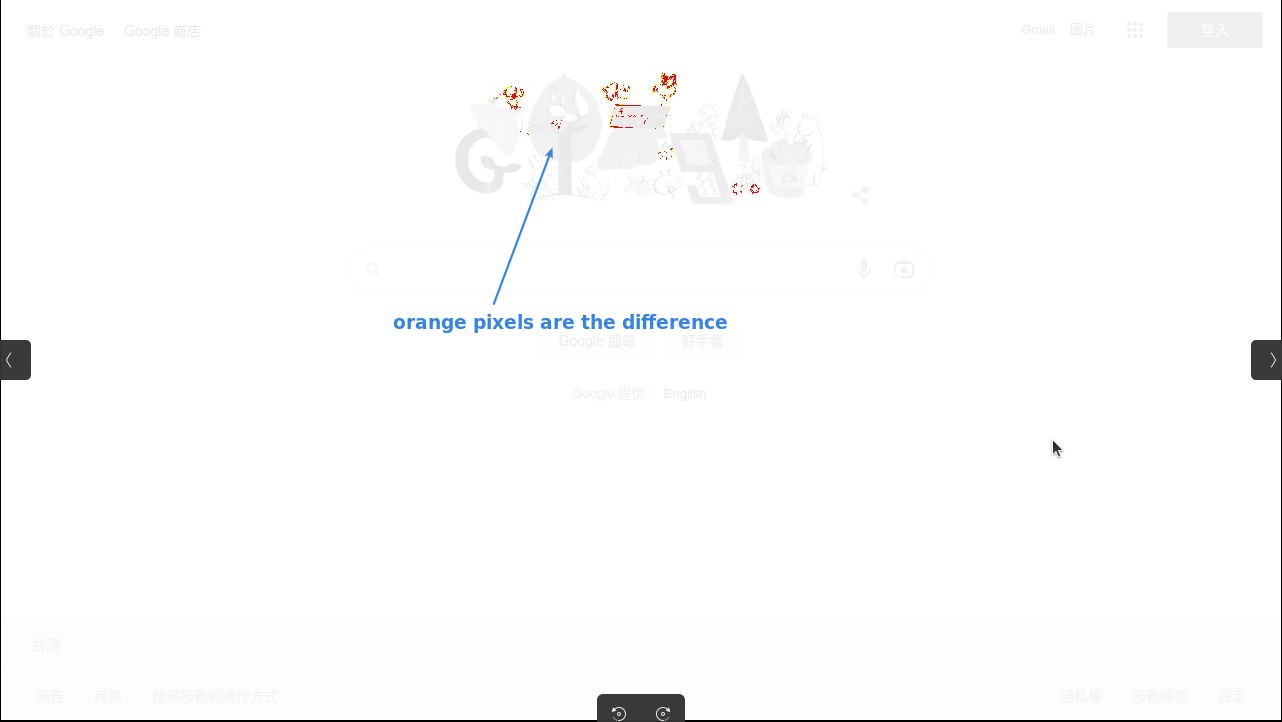 關於 Google Google 商店 Gmail 圖片 登入
orange pixels are the difference
Google 搜尋 好手氣
Google 提供： English
台灣
廣告 商業 搜尋服務的運作方式 隱私權 服務條款 設定